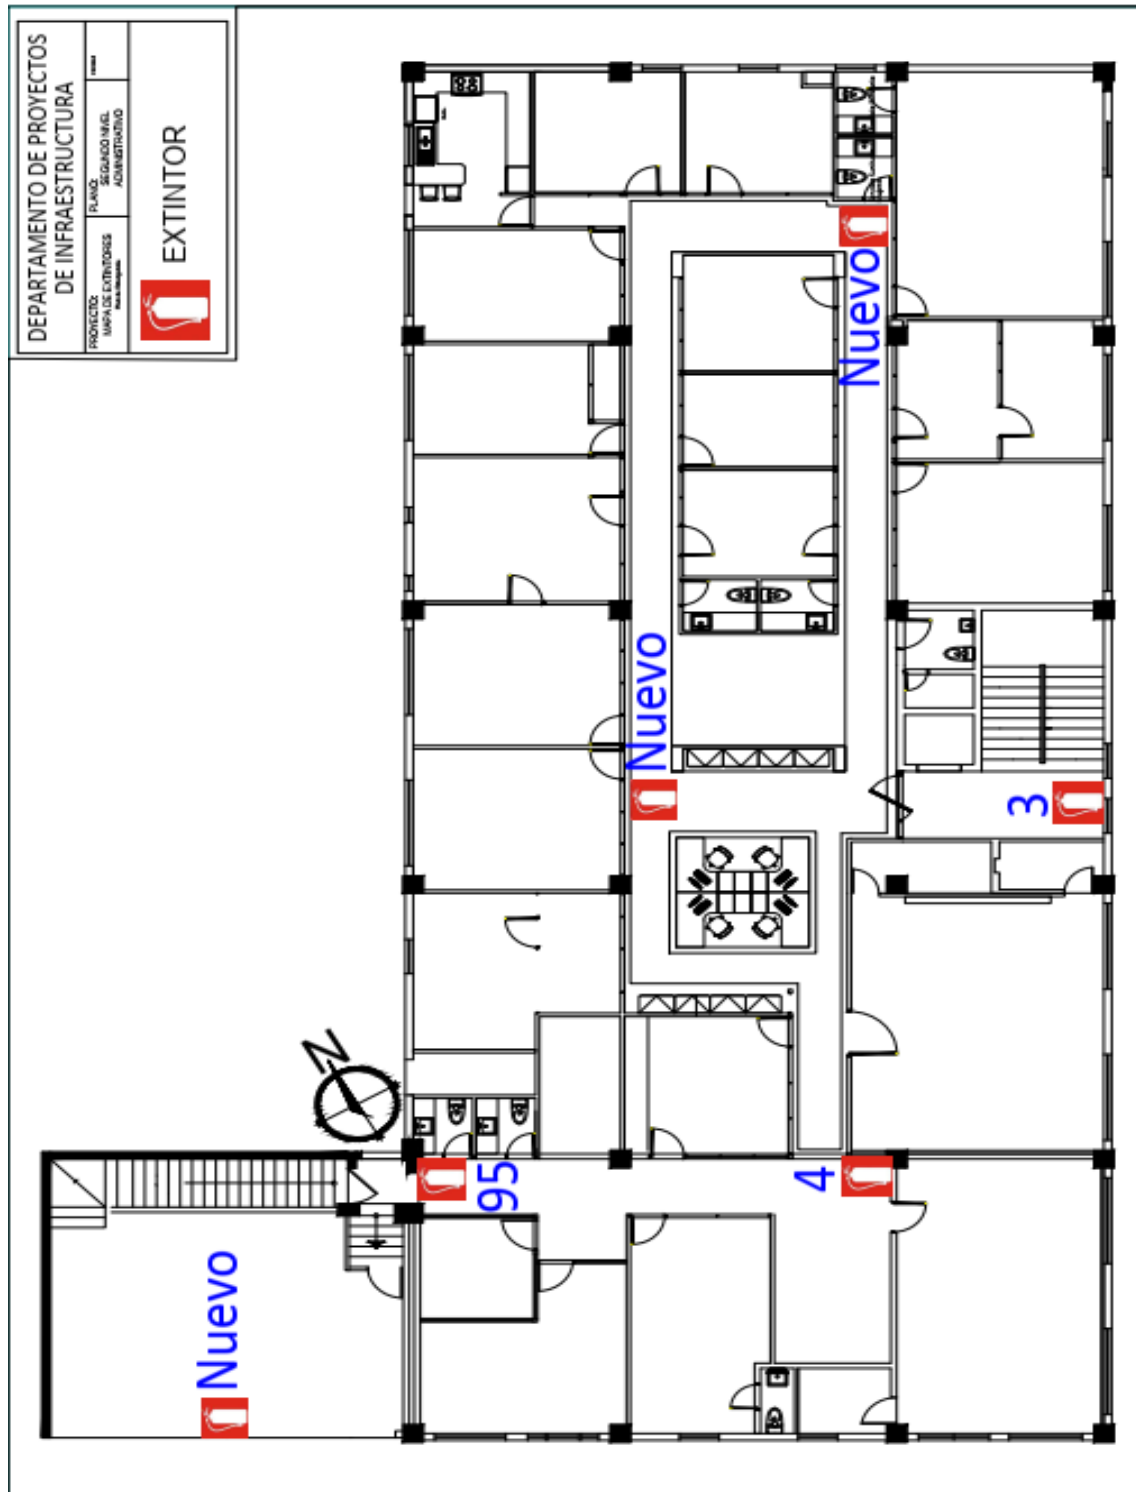 DEPARTAMENTO DE PROYECTOS
DE INFRAESTRUCTURA
PROYECTO:
MAPA DE EXTINTORES
PLANO:
SEGUNDO NIVEL
ADMINISTRATIVO
EXTINTOR
Nuevo
Nuevo
3
N
95
4
Nuevo